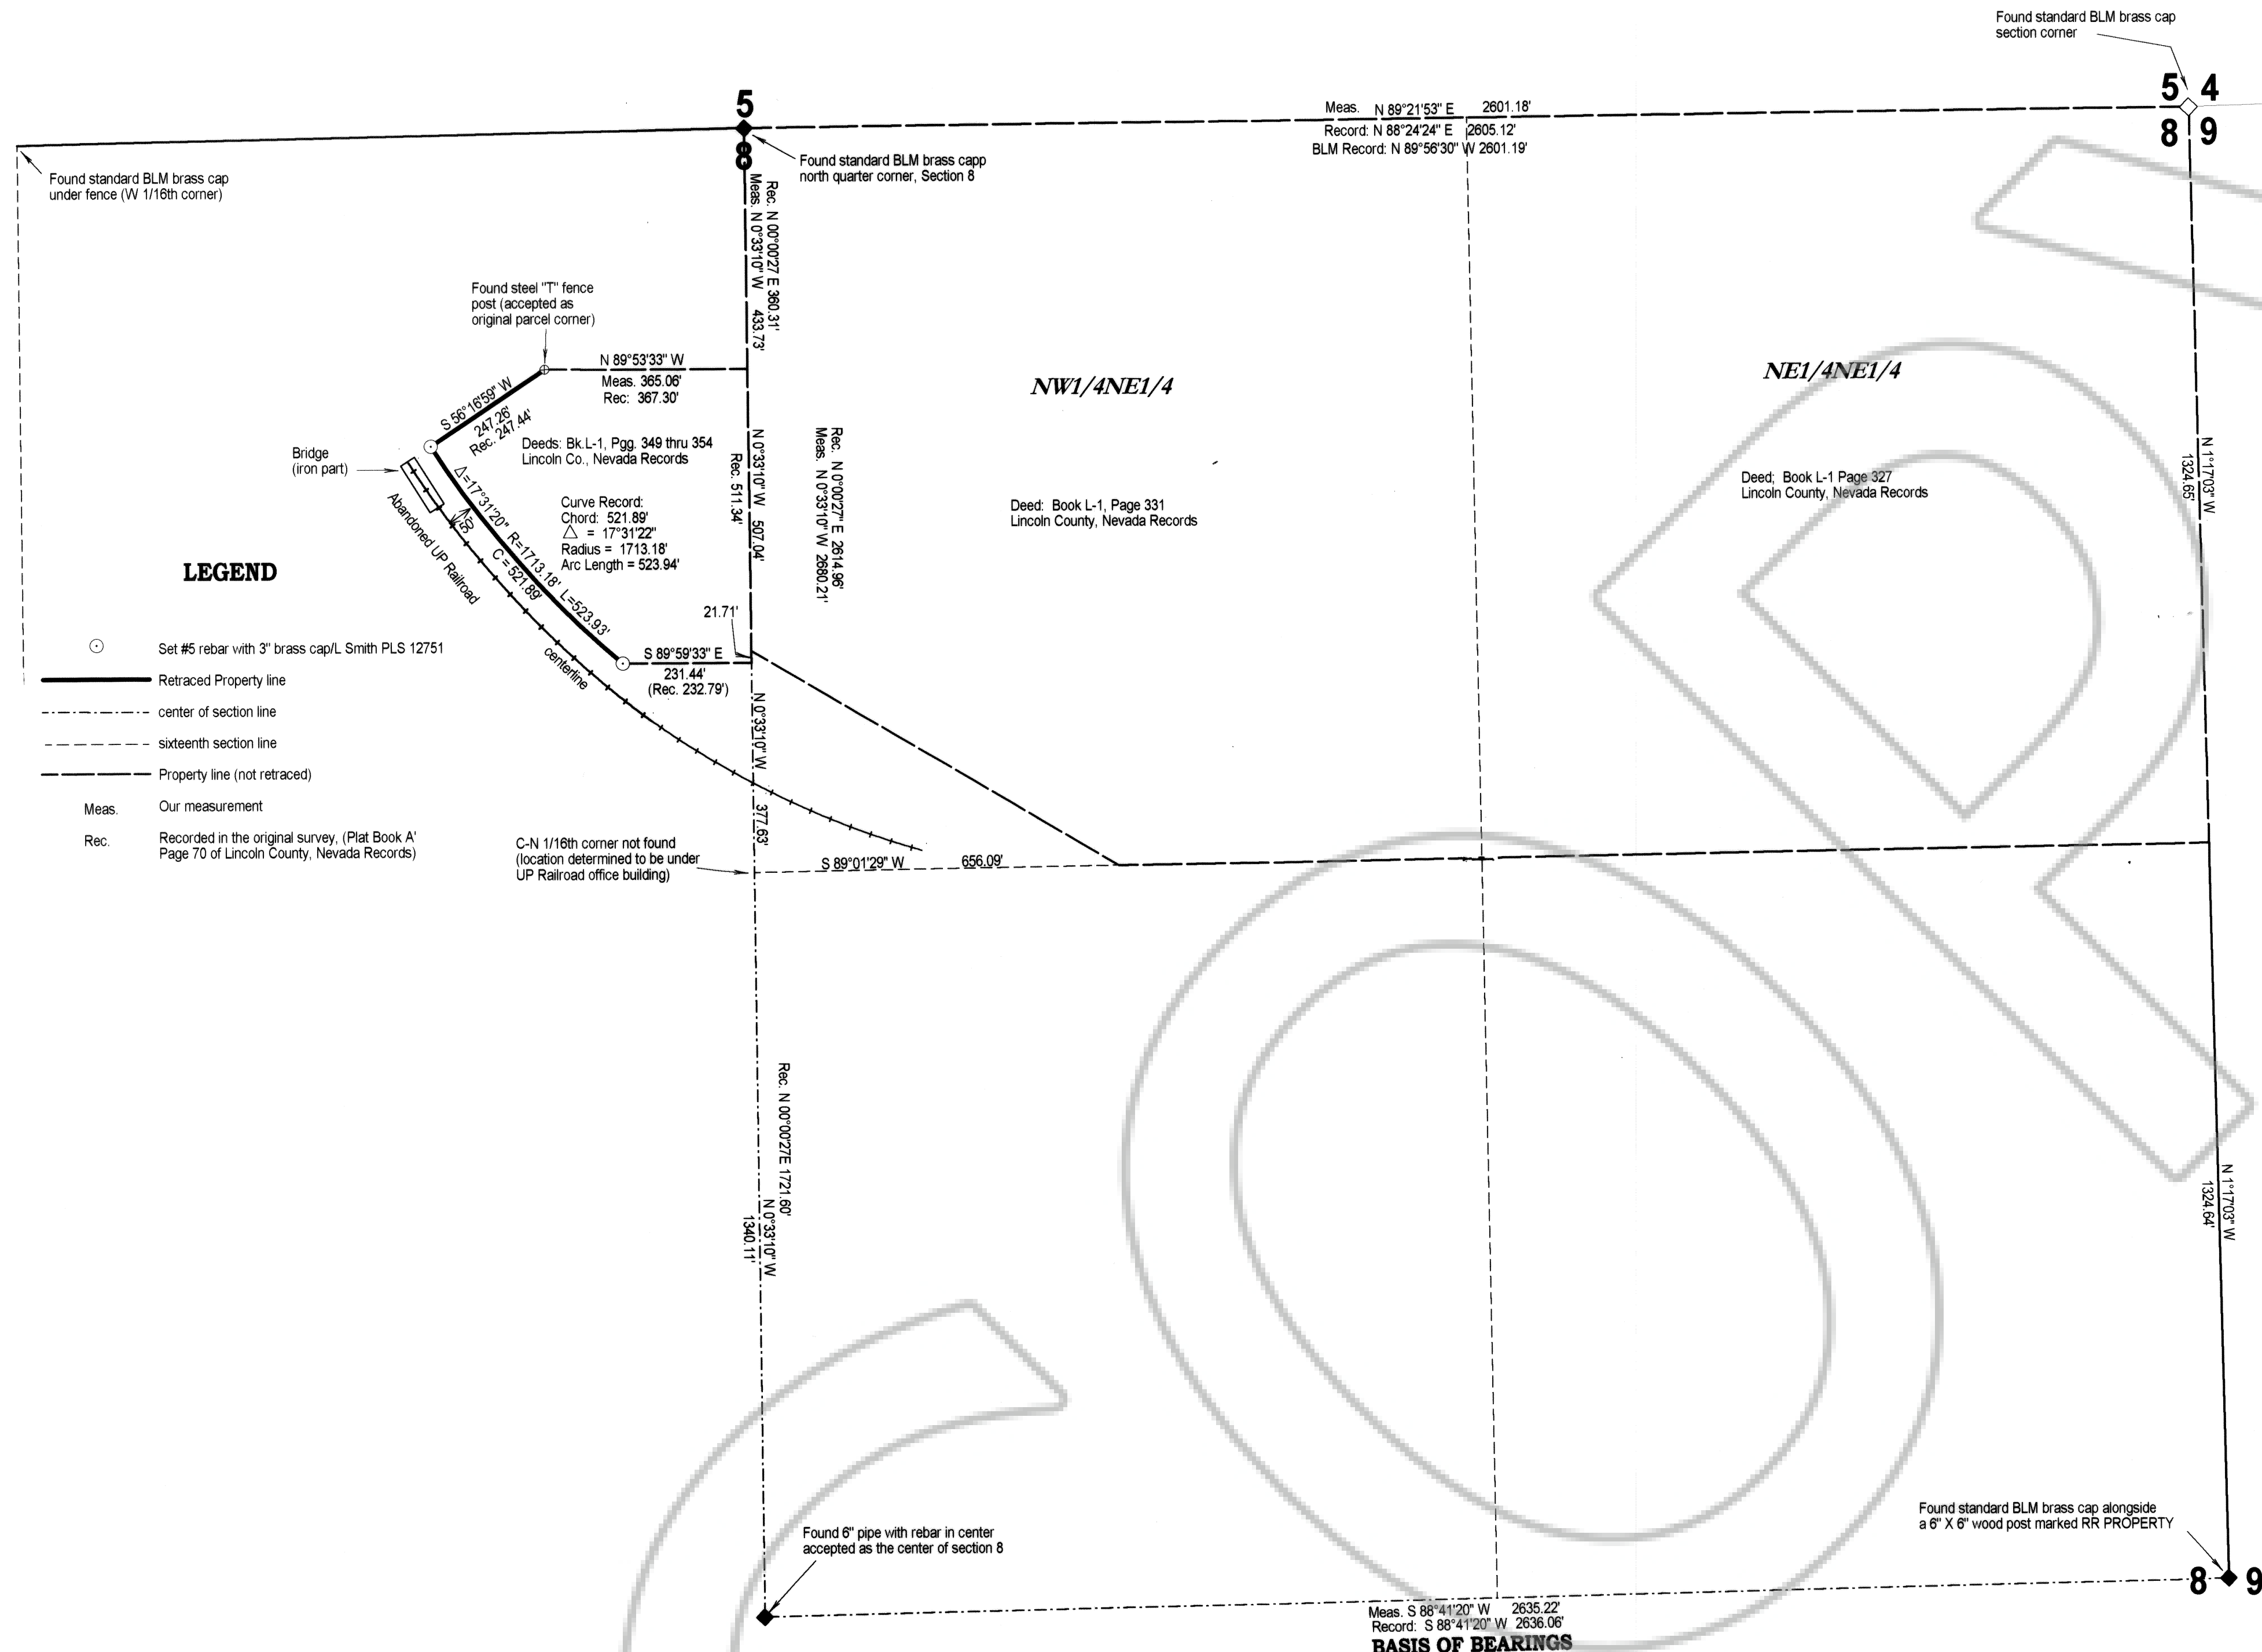 Found standard BLM brass cap
section corner
5
5 4
8 9
Meas. N 89°21'53" E 2601.18'
Record: N 88°24'24" E 2605.12'
BLM Record: N 89°56'30" W 2601.19'
8
Found standard BLM brass capp
north quarter corner, Section 8
Found standard BLM brass cap
under fence (W 1/16th corner)
Rec. N 00°00'27 E 360.31'
Meas. N 0°33'10" W 433.73'
Found steel "T" fence
post (accepted as
original parcel corner)
N 89°53'33" W
Meas. 365.06'
Rec: 367.30'
NW1/4NE1/4
NE1/4NE1/4
S 56°16'59" W
247.26'
Rec. 247.44'
Deeds: Bk.L-1, Pgg. 349 thru 354
Lincoln Co., Nevada Records
Bridge
(iron part)
N 0°33'10" W 507.04'
Rec. 511.34'
Rec. N 0°00'27" E 2614.96'
Meas. N 0°33'10" W 2680.21'
N 1°17'03" W
1324.65'
Deed; Book L-1 Page 327
Lincoln County, Nevada Records
Deed: Book L-1, Page 331
Lincoln County, Nevada Records
Curve Record:
Chord: 521.89'
△ = 17°31'22"
Radius = 1713.18'
Arc Length = 523.94'
△=17°31'20" R=1713.18' L=523.93'
C = 521.89'
50'
Abandoned UP Railroad
centerline
LEGEND
Set #5 rebar with 3" brass cap/L Smith PLS 12751
Retraced Property line
center of section line
sixteenth section line
Property line (not retraced)
Meas. Our measurement
Rec. Recorded in the original survey, (Plat Book A'
Page 70 of Lincoln County, Nevada Records)
21.71'
S 89°59'33" E
231.44'
(Rec. 232.79')
N 0°33'10" W 377.63'
C-N 1/16th corner not found
(location determined to be under
UP Railroad office building)
S 89°01'29" W 656.09'
Rec. N 00°00'27E 1721.60'
N 0°33'10" W
1340.11'
N 1°17'03" W
1324.64'
Found 6" pipe with rebar in center
accepted as the center of section 8
Found standard BLM brass cap alongside
a 6" X 6" wood post marked RR PROPERTY
8 9
Meas. S 88°41'20" W 2635.22'
Record: S 88°41'20" W 2636.06'
BASIS OF BEARINGS